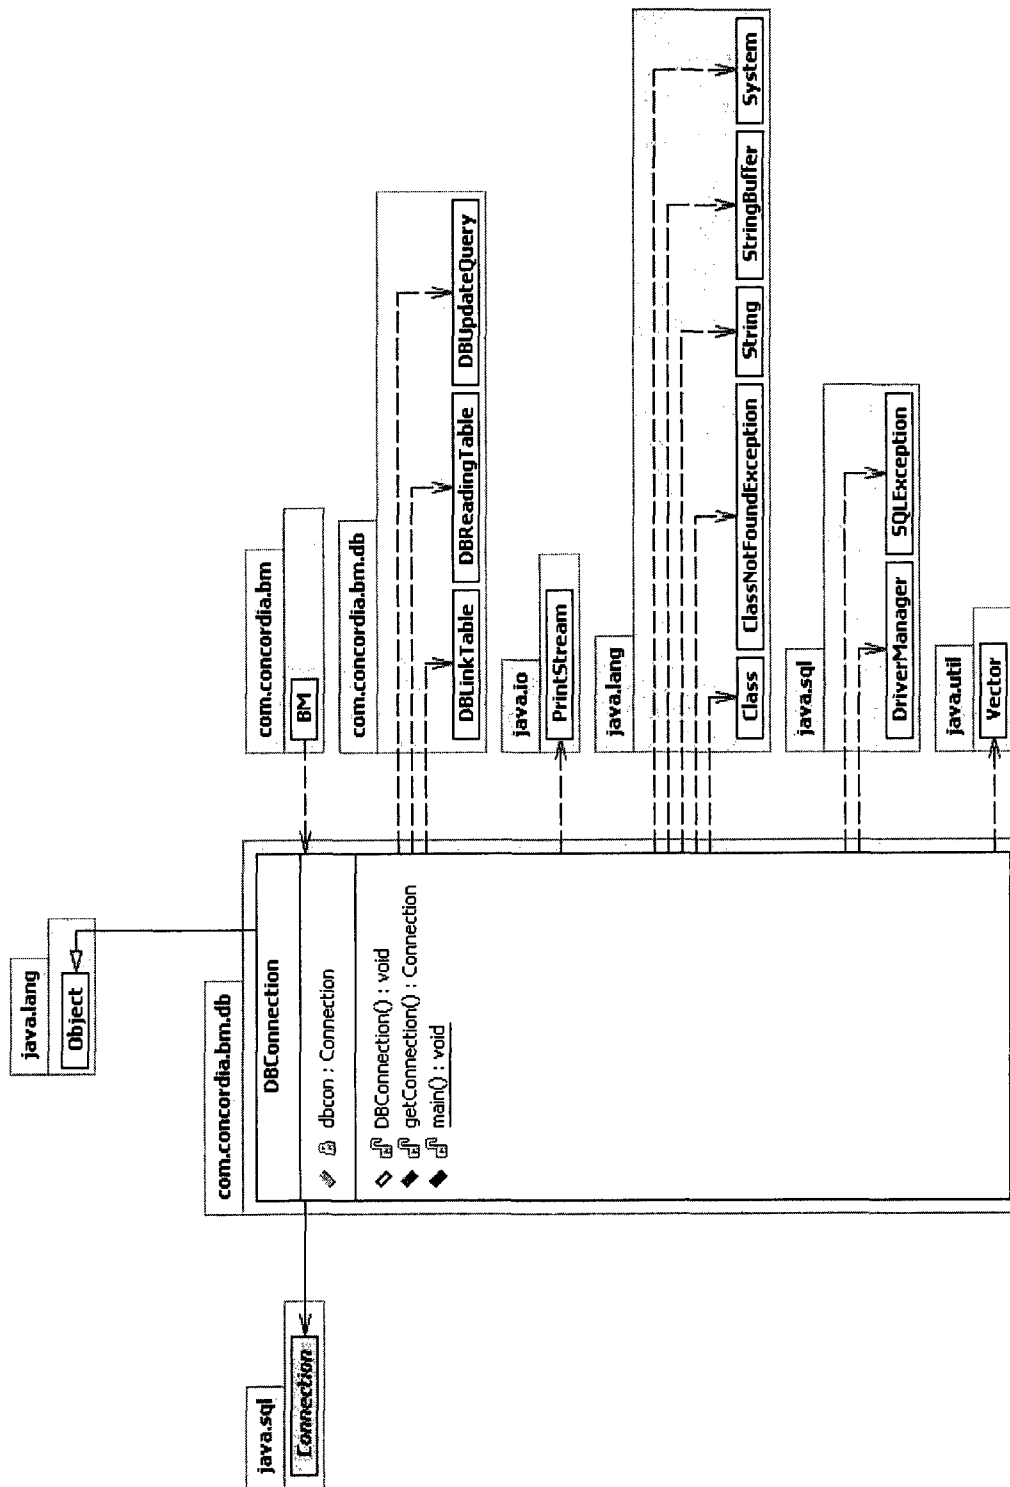 java.lang
Object
java.sql
Connection
com.concordia.bm.db
DBConnection
dbcon : Connection
DBConnection() : void
getConnection() : Connection
main() : void
com.concordia.bm
BM
com.concordia.bm.db
DBLinkTable
DBReadingTable
DBUpdateQuery
java.io
PrintStream
java.lang
Class
ClassNotFoundException
String
StringBuffer
System
java.sql
DriverManager
SQLException
java.util
Vector